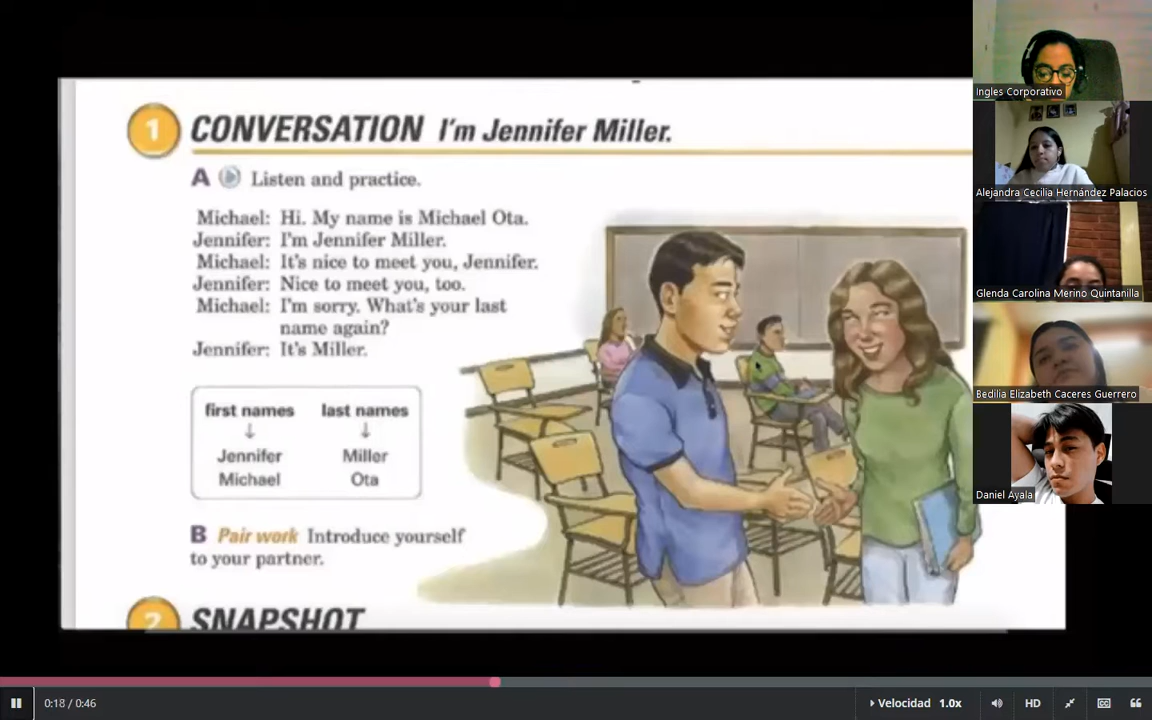 1 CONVERSATION I'm Jennifer Miller.
A Listen and practice.
Michael: Hi. My name is Michael Ota.
Jennifer: I'm Jennifer Miller.
Michael: It's nice to meet you, Jennifer.
Jennifer: Nice to meet you, too.
Michael: I'm sorry. What's your last
name again?
Jennifer: It's Miller.
first names last names
Jennifer Miller
Michael Ota
B Pair work Introduce yourself
to your partner.
2 SNAPSHOT
Ingles Corporativo
Alejandra Cecilia Hernández Palacios
Glenda Carolina Merino Quintanilla
Bedilia Elizabeth Caceres Guerrero
Daniel Ayala
0:18 / 0:46
Velocidad 1.0x
HD
CC